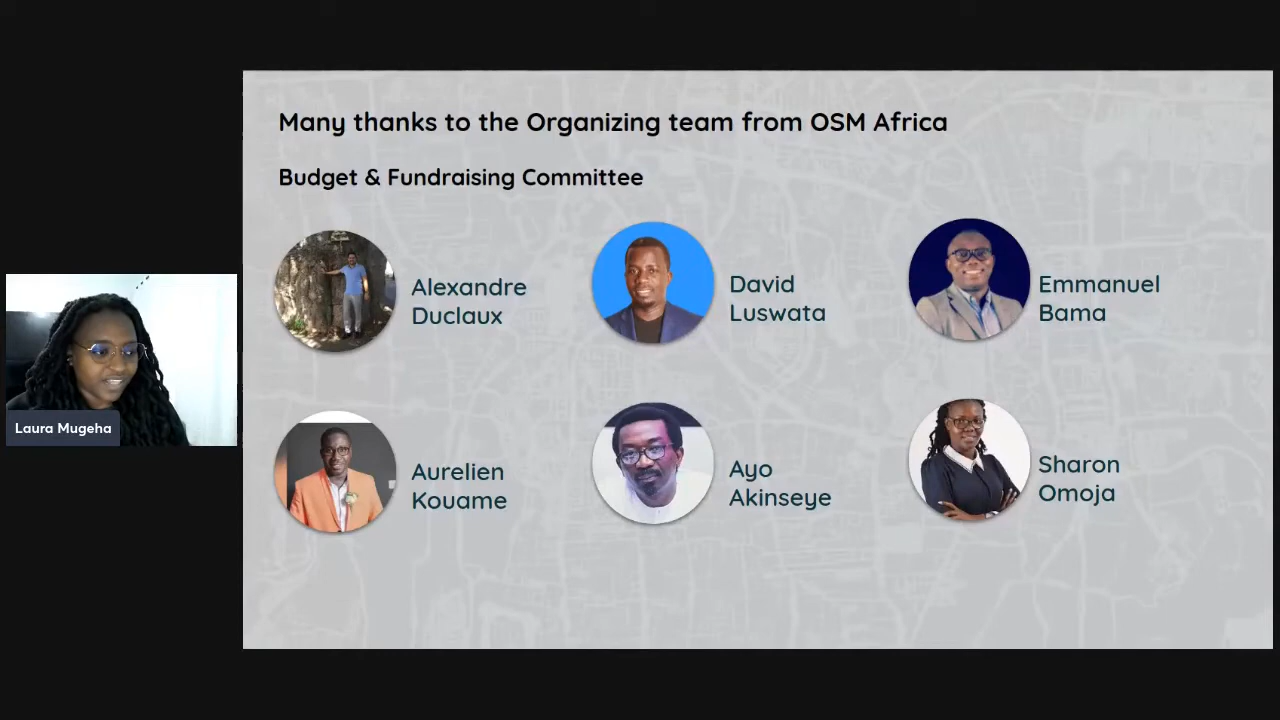 Many thanks to the Organizing team from OSM Africa
Budget & Fundraising Committee
Alexandre
Duclaux
David
Luswata
Emmanuel
Bama
Laura Mugeha
Aurelien
Kouame
Ayo
Akinseye
Sharon
Omoja